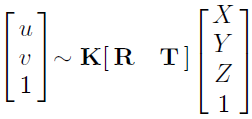 [u v 1] ~ K[ R T ] [X Y Z 1]